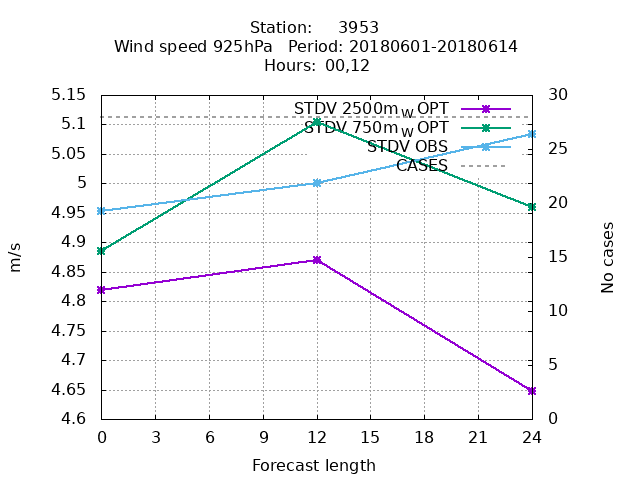 Station:     3953
Wind speed 925hPa   Period: 20180601-20180614
Hours: 00,12
5.15
5.1
5.05
5
4.95
4.9
4.85
4.8
4.75
4.7
4.65
4.6
m/s
30
25
20
15
10
5
0
No cases
STDV 2500m_W OPT
STDV 750m_W OPT
STDV OBS
CASES
0 3 6 9 12 15 18 21 24
Forecast length